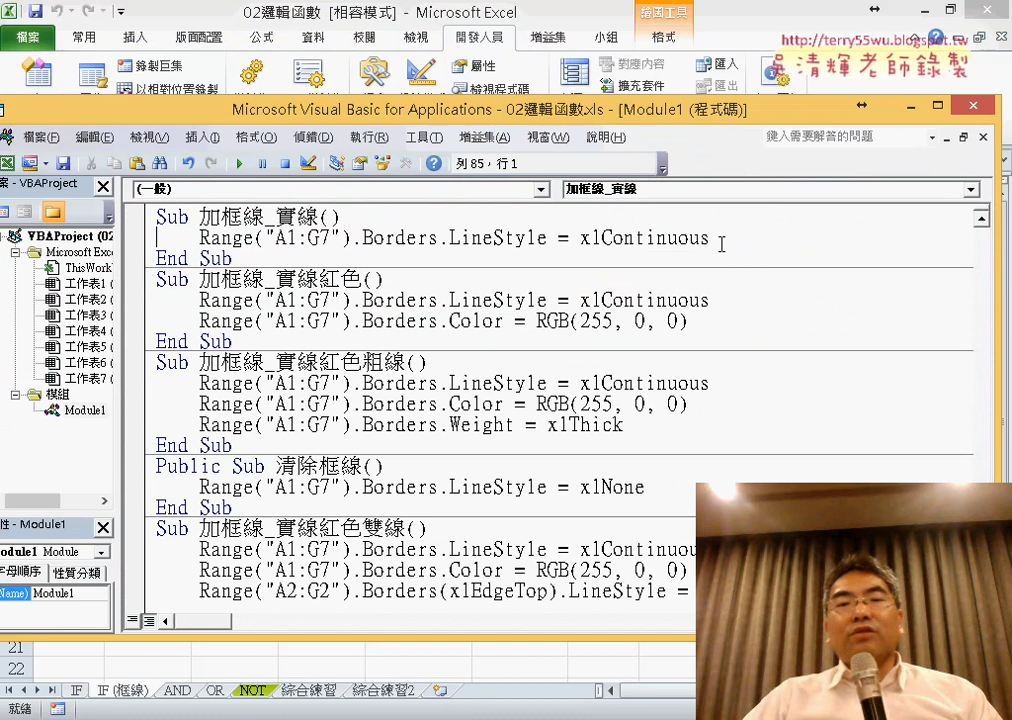 02邏輯函數 [相容模式] - Microsoft Excel
繪圖工具
檔案 常用 插入 版面配置 公式 資料 校閱 檢視 開發人員 增益集 小組 格式
http://terry55wu.blogspot.tw
吳清輝老師錄製
錄製巨集 屬性 對應內容 匯入
以相對位置錄製 檢視程式碼 擴充套件 匯出
Microsoft Visual Basic for Applications - 02邏輯函數.xls - [Module1 (程式碼)]
檔案(F) 編輯(E) 檢視(V) 插入(I) 格式(O) 偵錯(D) 執行(R) 工具(T) 增益集(A) 視窗(W) 說明(H) 鍵入需要解答的問題
列 85, 行 1
案 - VBAProject
(一般) 加框線_實線
VBAProject (02
Microsoft Exc
ThisWork
工作表1 (
工作表2 (
工作表3 (
工作表4 (
工作表5 (
工作表6 (
工作表7 (
模組
Module1
性 - Module1
odule1 Module
字母順序 性質分類
(Name) Module1
Sub 加框線_實線()
Range("A1:G7").Borders.LineStyle = xlContinuous
End Sub
Sub 加框線_實線紅色()
Range("A1:G7").Borders.LineStyle = xlContinuous
Range("A1:G7").Borders.Color = RGB(255, 0, 0)
End Sub
Sub 加框線_實線紅色粗線()
Range("A1:G7").Borders.LineStyle = xlContinuous
Range("A1:G7").Borders.Color = RGB(255, 0, 0)
Range("A1:G7").Borders.Weight = xlThick
End Sub
Public Sub 清除框線()
Range("A1:G7").Borders.LineStyle = xlNone
End Sub
Sub 加框線_實線紅色雙線()
Range("A1:G7").Borders.LineStyle = xlContinuou
Range("A1:G7").Borders.Color = RGB(255, 0, 0)
Range("A2:G2").Borders(xlEdgeTop).LineStyle =
21
22
IF IF (框線) AND OR NOT 綜合練習 綜合練習2
就緒